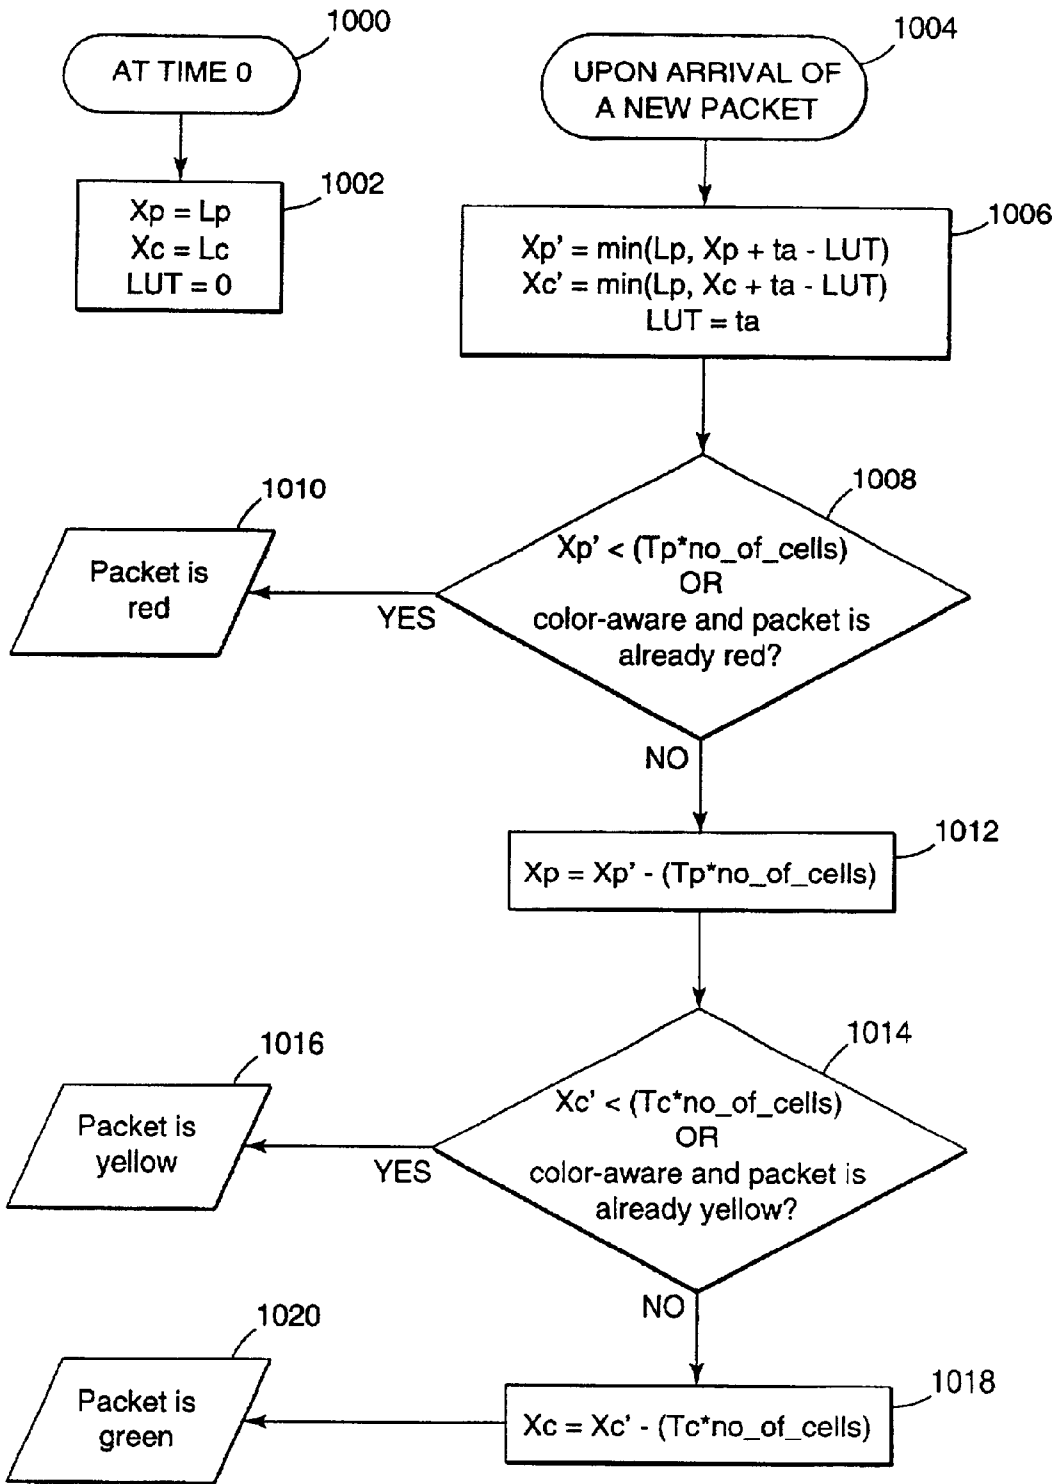 1000
AT TIME 0
1002
Xp = Lp
Xc = Lc
LUT = 0
1004
UPON ARRIVAL OF
A NEW PACKET
1006
Xp' = min(Lp, Xp + ta - LUT)
Xc' = min(Lp, Xc + ta - LUT)
LUT = ta
1008
Xp' < (Tp*no_of_cells)
OR
color-aware and packet is
already red?
YES
1010
Packet is
red
NO
1012
Xp = Xp' - (Tp*no_of_cells)
1014
Xc' < (Tc*no_of_cells)
OR
color-aware and packet is
already yellow?
YES
1016
Packet is
yellow
NO
1018
Xc = Xc' - (Tc*no_of_cells)
1020
Packet is
green